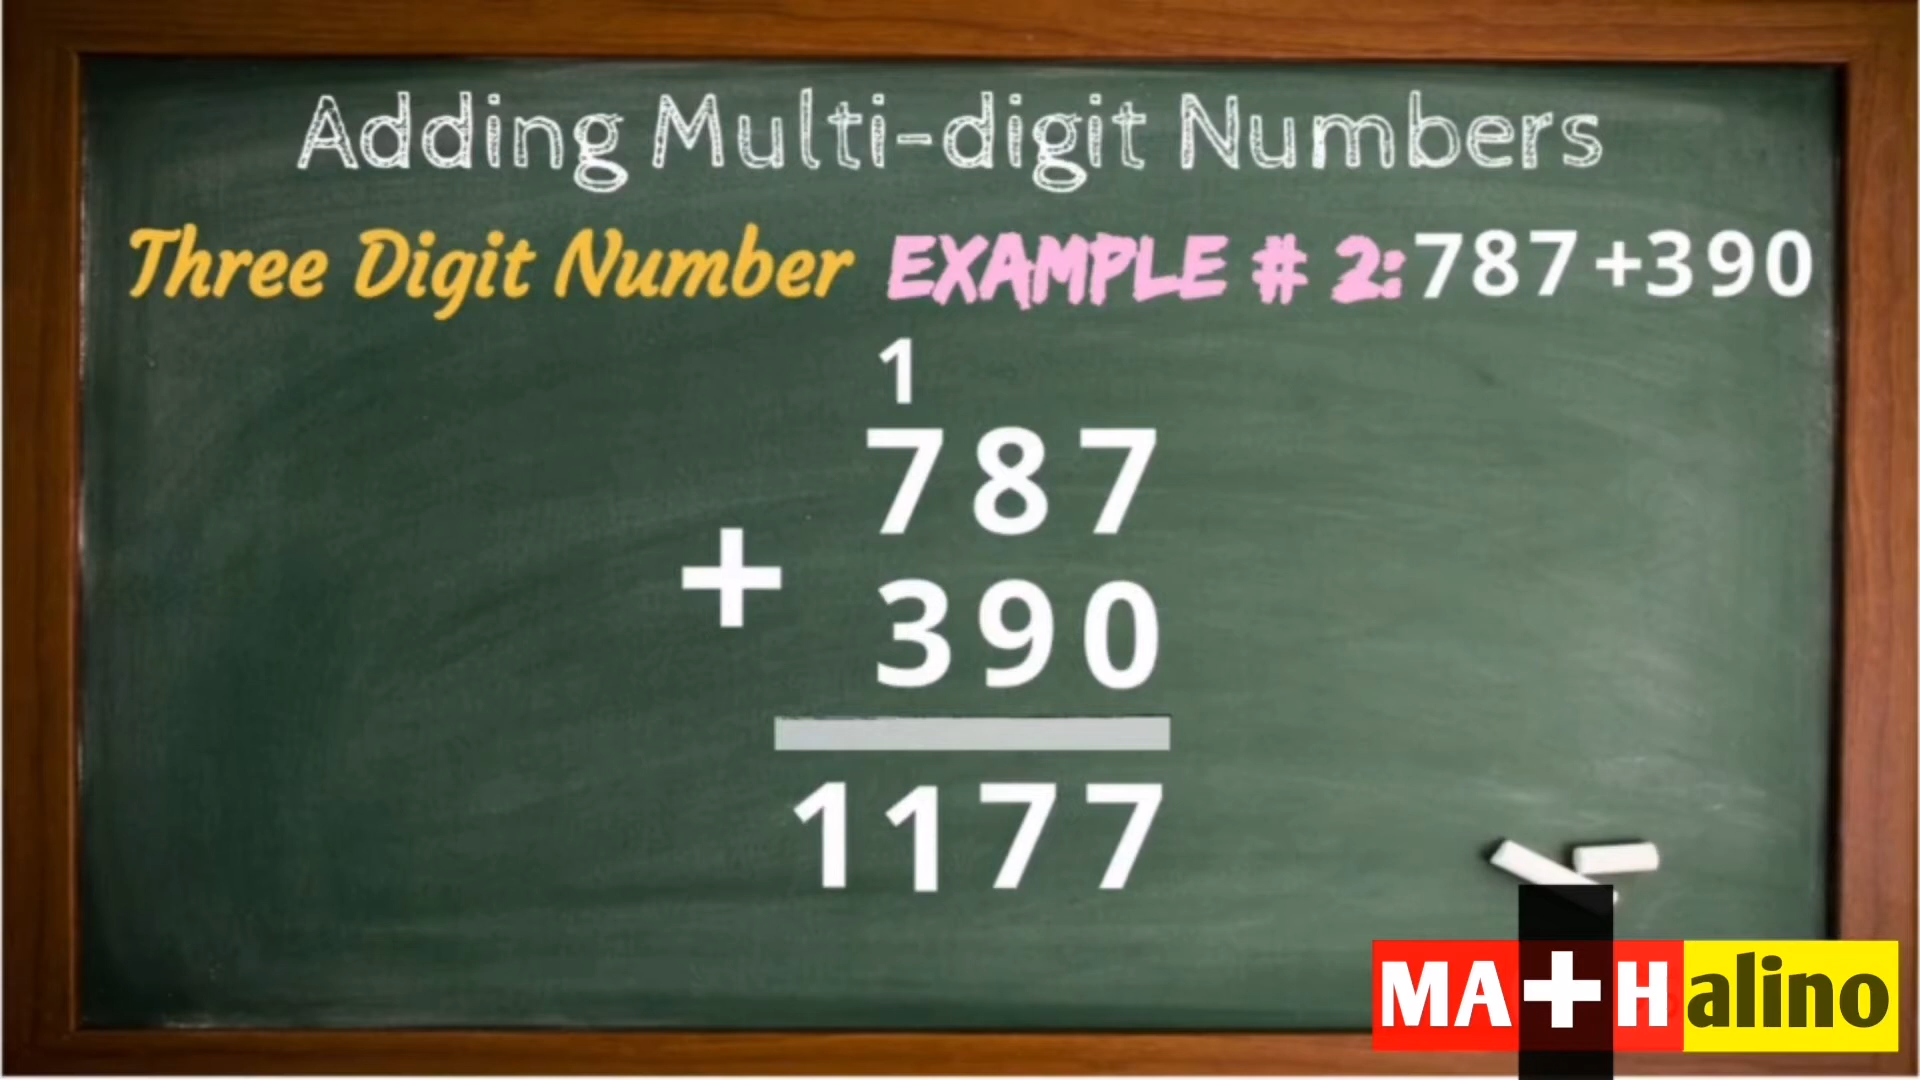 Adding Multi-digit Numbers
Three Digit Number EXAMPLE # 2: 787+390
1
787
+
390
1177
MA+Halino